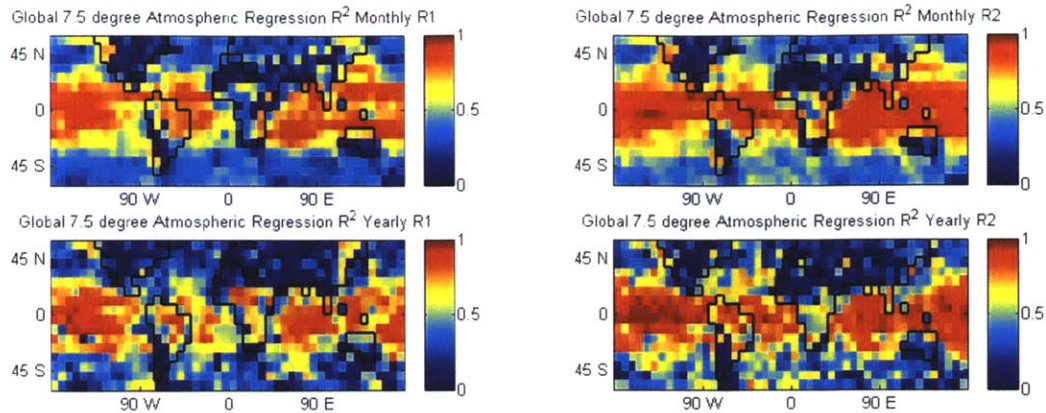 Global 7.5 degree Atmospheric Regression R² Monthly R1
45 N
0
45 S
90 W 0 90 E
1
0.5
0
Global 7.5 degree Atmospheric Regression R² Monthly R2
45 N
0
45 S
90 W 0 90 E
1
0.5
0
Global 7.5 degree Atmospheric Regression R² Yearly R1
45 N
0
45 S
90 W 0 90 E
1
0.5
0
Global 7.5 degree Atmospheric Regression R² Yearly R2
45 N
0
45 S
90 W 0 90 E
1
0.5
0